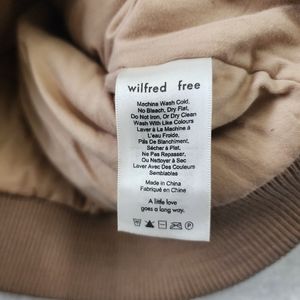 wilfred free
Machina Wash Cold,
No Bleach, Dry Flat,
Do Not Iron, Or Dry Clean
Wash With Like Colours
Laver à La Machine à
L'eau Froide,
Pas De Blanchiment,
Sécher à Plat,
Ne Pas Repasser,
Ou Nettoyer à Sec
Laver Avec Des Couleurs
Semblables
Made in China
Fabriqué en Chine
A little love
goes a long way.